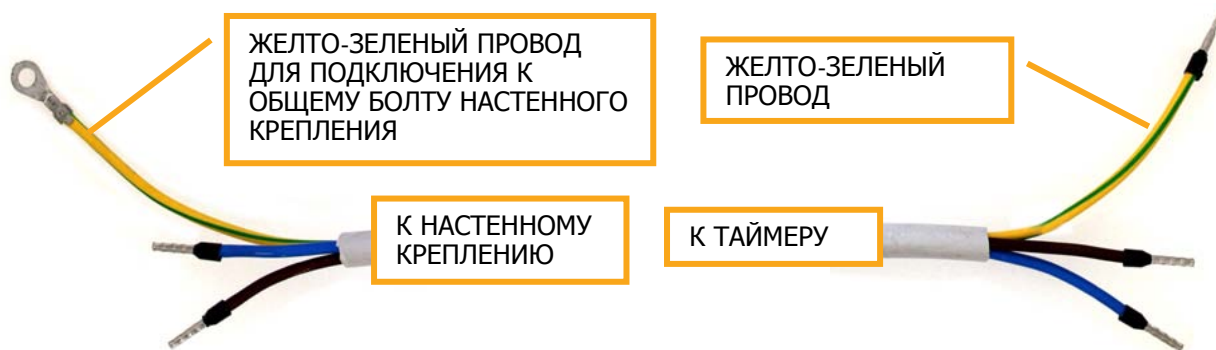 ЖЕЛТО-ЗЕЛЕНЫЙ ПРОВОД
ДЛЯ ПОДКЛЮЧЕНИЯ К
ОБЩЕМУ БОЛТУ НАСТЕННОГО
КРЕПЛЕНИЯ
ЖЕЛТО-ЗЕЛЕНЫЙ
ПРОВОД
К НАСТЕННОМУ
КРЕПЛЕНИЮ
К ТАЙМЕРУ